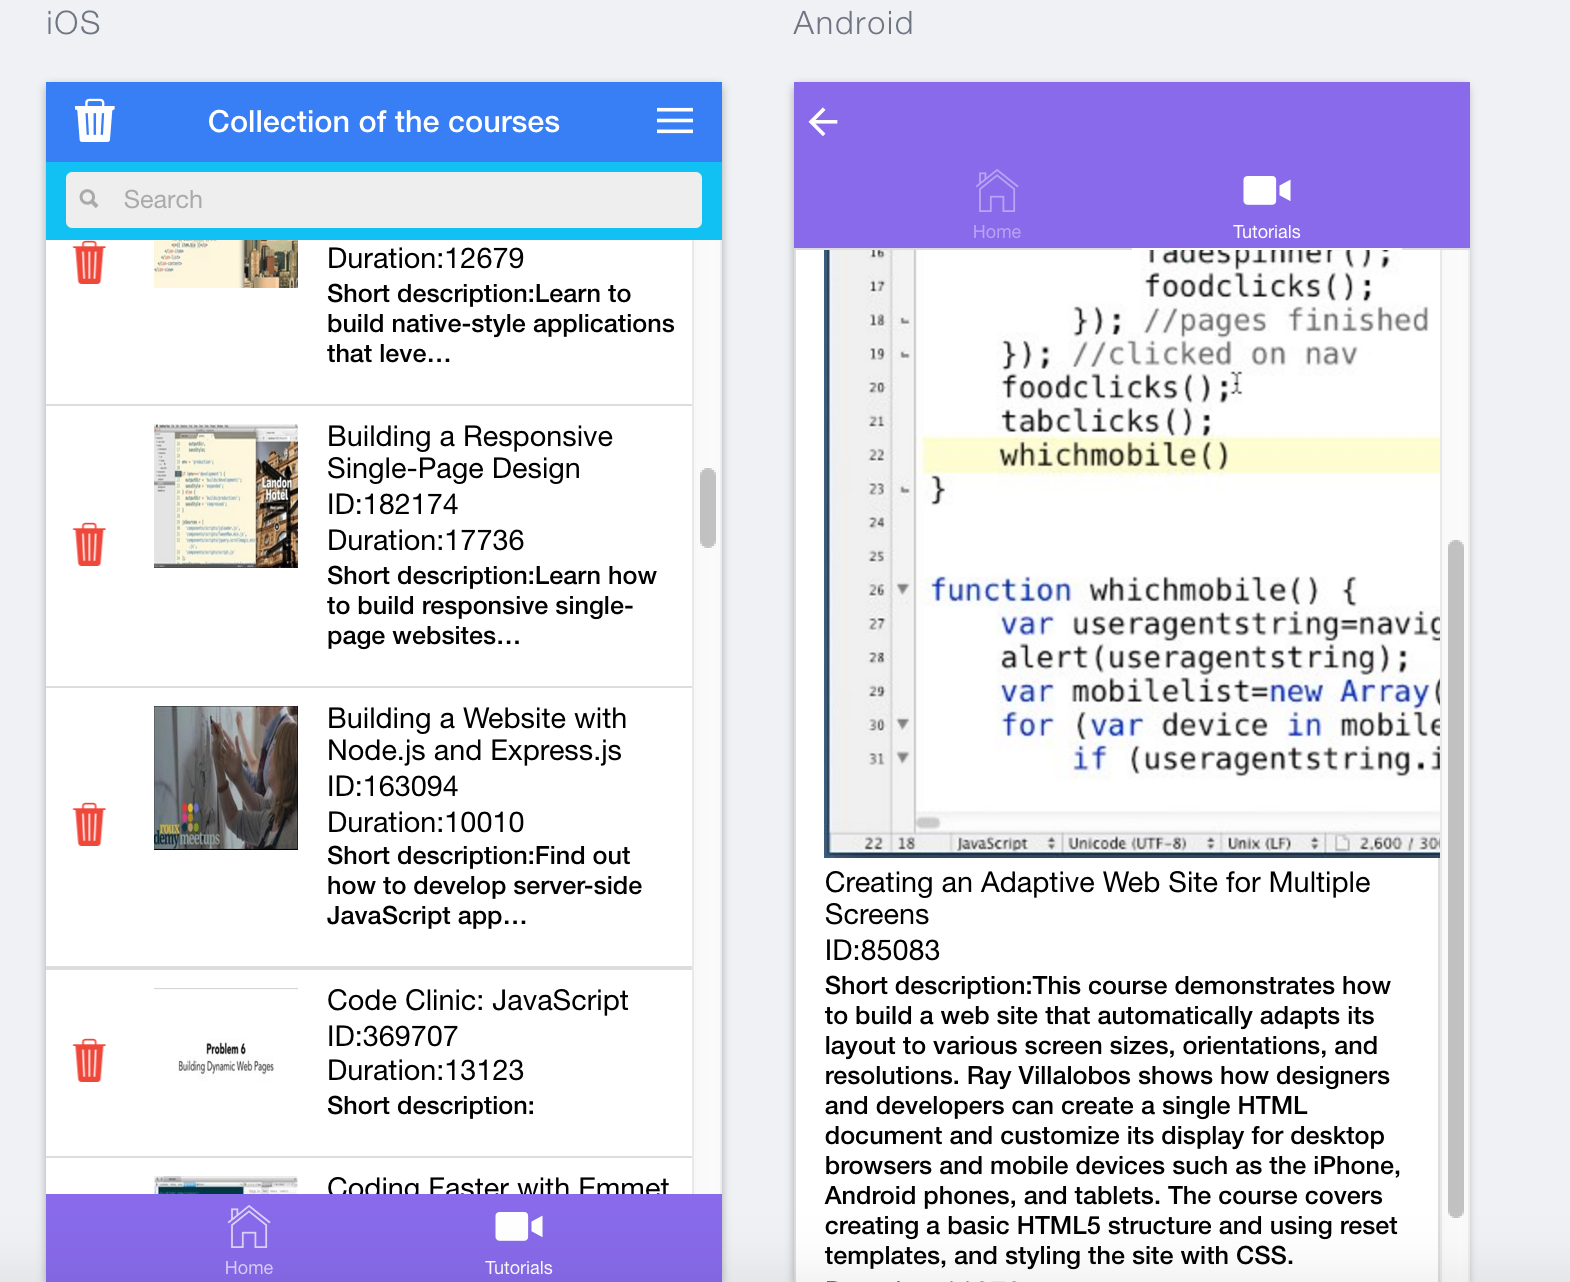 iOS
Android
Collection of the courses
Search
Duration:12679
Short description:Learn to
build native-style applications
that leve...
Building a Responsive
Single-Page Design
ID:182174
Duration:17736
Short description:Learn how
to build responsive single-
page websites...
Landon
Hotel
Building a Website with
Node.js and Express.js
ID:163094
Duration:10010
Short description:Find out
how to develop server-side
JavaScript app...
roux
meetups
Code Clinic: JavaScript
ID:369707
Duration:13123
Short description:
Problem 6
Building Dynamic Web Pages
Coding Faster with Emmet
Home
Tutorials
Home
Tutorials
16 fadespinner();
17 foodclicks();
18 }); //pages finished
19 }); //clicked on nav
20 foodclicks();
21 tabclicks();
22 whichmobile()
23 }
24
25
26 function whichmobile() {
27 var useragentstring=navig
28 alert(useragentstring);
29 var mobilelist=new Array(
30 for (var device in mobile
31 if (useragentstring.i
22 18 JavaScript Unicode (UTF-8) Unix (LF) 2,600 / 30
Creating an Adaptive Web Site for Multiple
Screens
ID:85083
Short description:This course demonstrates how
to build a web site that automatically adapts its
layout to various screen sizes, orientations, and
resolutions. Ray Villalobos shows how designers
and developers can create a single HTML
document and customize its display for desktop
browsers and mobile devices such as the iPhone,
Android phones, and tablets. The course covers
creating a basic HTML5 structure and using reset
templates, and styling the site with CSS.